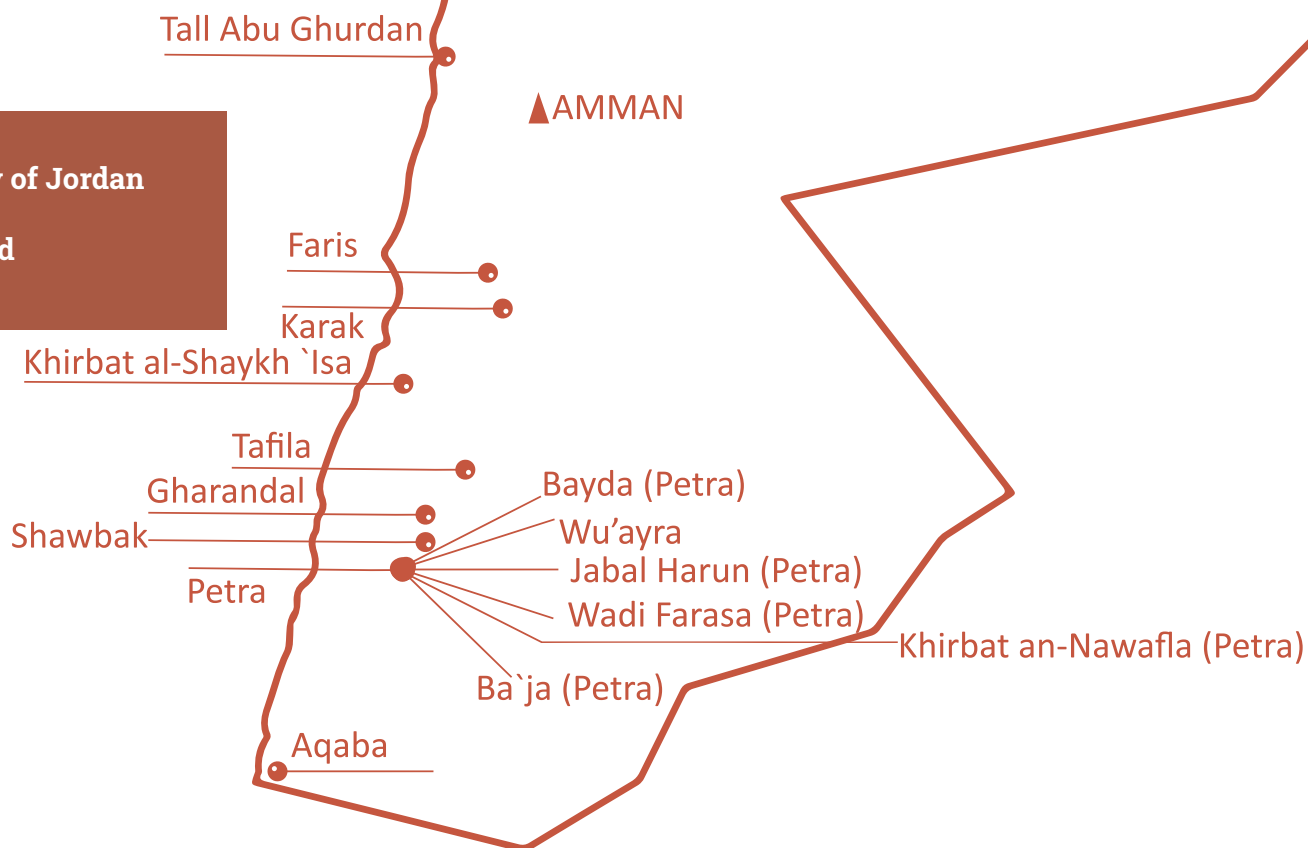 Tall Abu Ghurdan
AMMAN
of Jordan
Faris
Karak
Khirbat al-Shaykh `Isa
Tafila
Gharandal
Shawbak
Petra
Bayda (Petra)
Wu’ayra
Jabal Harun (Petra)
Wadi Farasa (Petra)
Khirbat an-Nawafla (Petra)
Ba`ja (Petra)
Aqaba